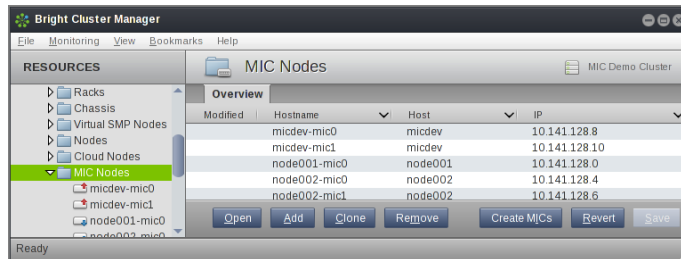 Bright Cluster Manager
File Monitoring View Bookmarks Help
RESOURCES
MIC Nodes
MIC Demo Cluster
Racks
Chassis
Virtual SMP Nodes
Nodes
Cloud Nodes
MIC Nodes
micdev-mic0
micdev-mic1
node001-mic0
node002-mic0
Overview
Modified Hostname Host IP
micdev-mic0 micdev 10.141.128.8
micdev-mic1 micdev 10.141.128.10
node001-mic0 node001 10.141.128.0
node002-mic0 node002 10.141.128.4
node002-mic1 node002 10.141.128.6
Open Add Clone Remove Create MICs Revert Save
Ready